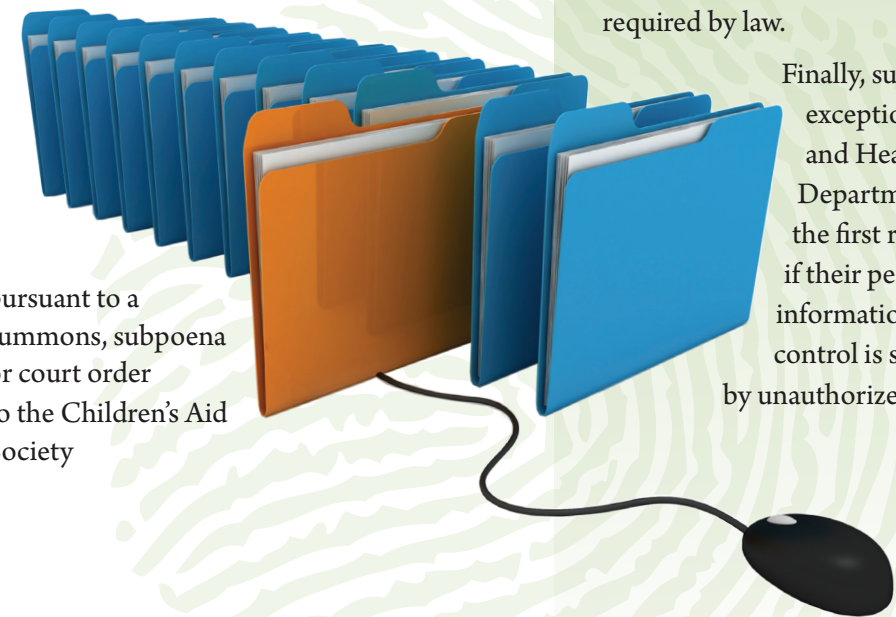 pursuant to a
summons, subpoena
or court order
to the Children's Aid
Society
required by law.
Finally, su
exceptio
and Hea
Departm
the first r
if their pe
informatio
control is s
by unauthorize